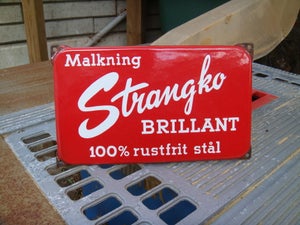 Malkning
Strangko
BRILLANT
100% rustfrit stål